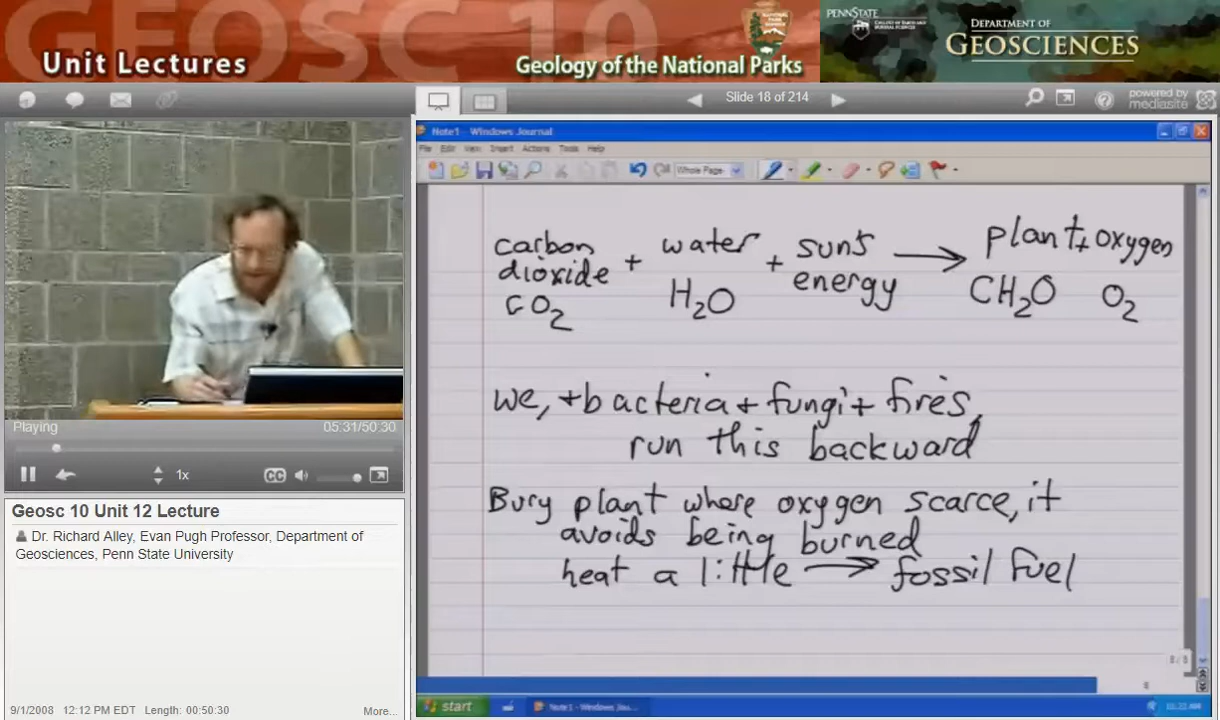 GEOSC 10
Unit Lectures
Geology of the National Parks
PENNSTATE
DEPARTMENT OF
GEOSCIENCES
Slide 18 of 214
powered by
mediasite
Note1 - Windows Journal
File Edit View Insert Actions Tools Help
Whole Page
carbon dioxide + water + sun's energy → plant + oxygen
CO2 H2O CH2O O2
we, + bacteria + fungi + fires,
run this backward
Bury plant where oxygen scarce, it
avoids being burned
heat a little → fossil fuel
Playing
05:31/50:30
1x
CC
Geosc 10 Unit 12 Lecture
Dr. Richard Alley, Evan Pugh Professor, Department of
Geosciences, Penn State University
9/1/2008 12:12 PM EDT Length: 00:50:30 More...
start
Note1 - Windows Jou...